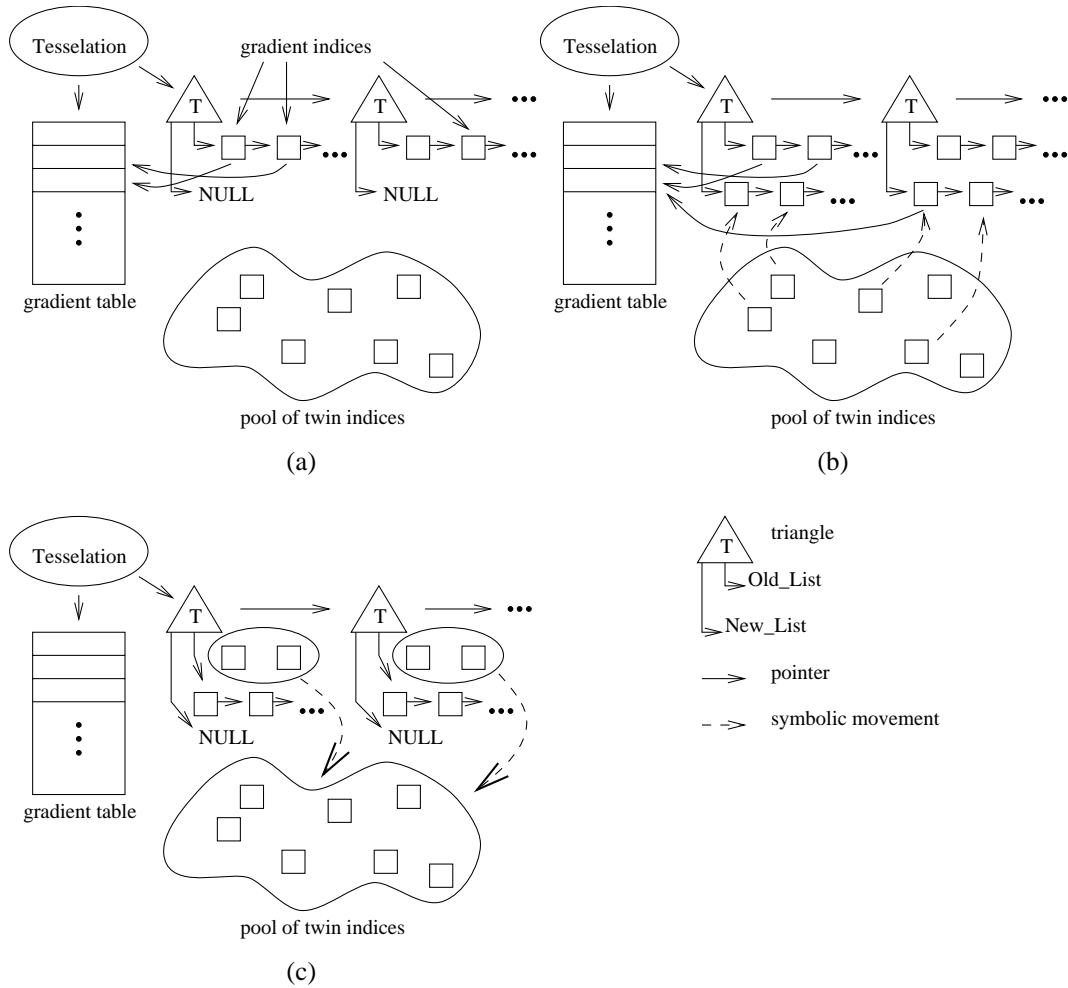 Tesselation
gradient indices
T
T
NULL
NULL
gradient table
pool of twin indices
(a)
Tesselation
T
T
gradient table
pool of twin indices
(b)
Tesselation
T
T
NULL
NULL
gradient table
pool of twin indices
(c)
T
triangle
Old_List
New_List
pointer
symbolic movement